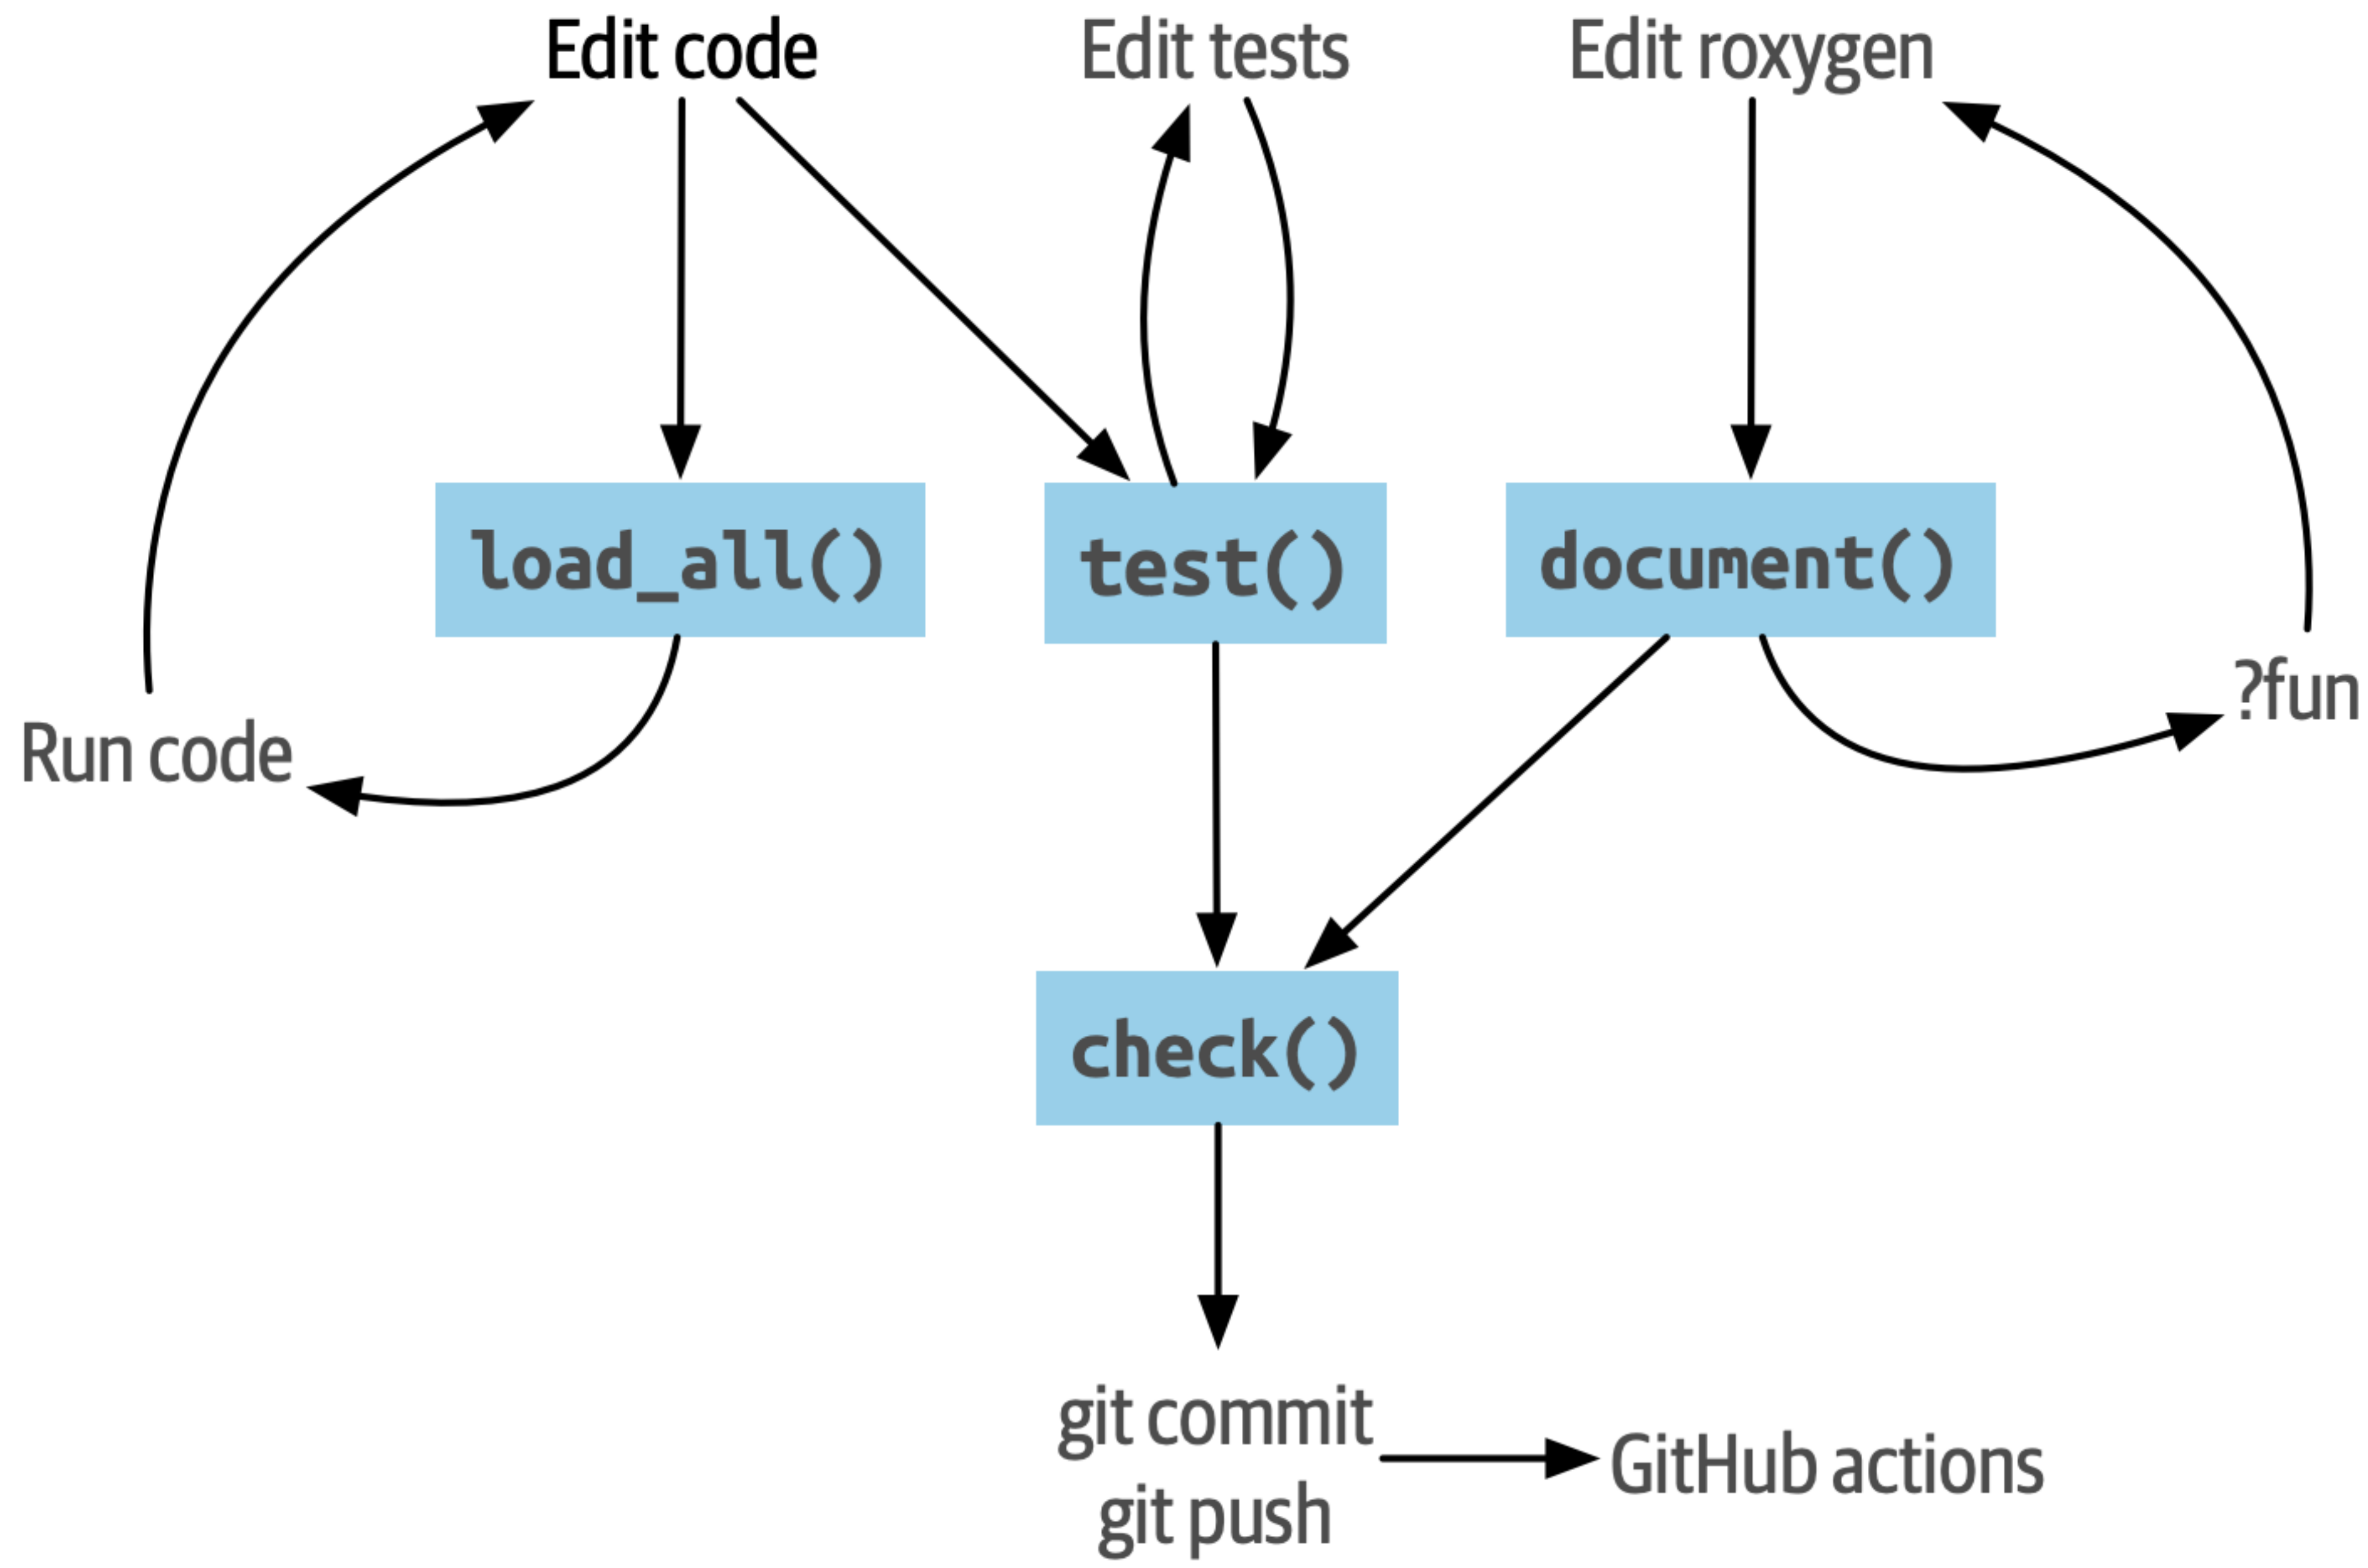 Edit code
Edit tests
Edit roxygen
load_all()
test()
document()
Run code
?fun
check()
git commit
git push
GitHub actions